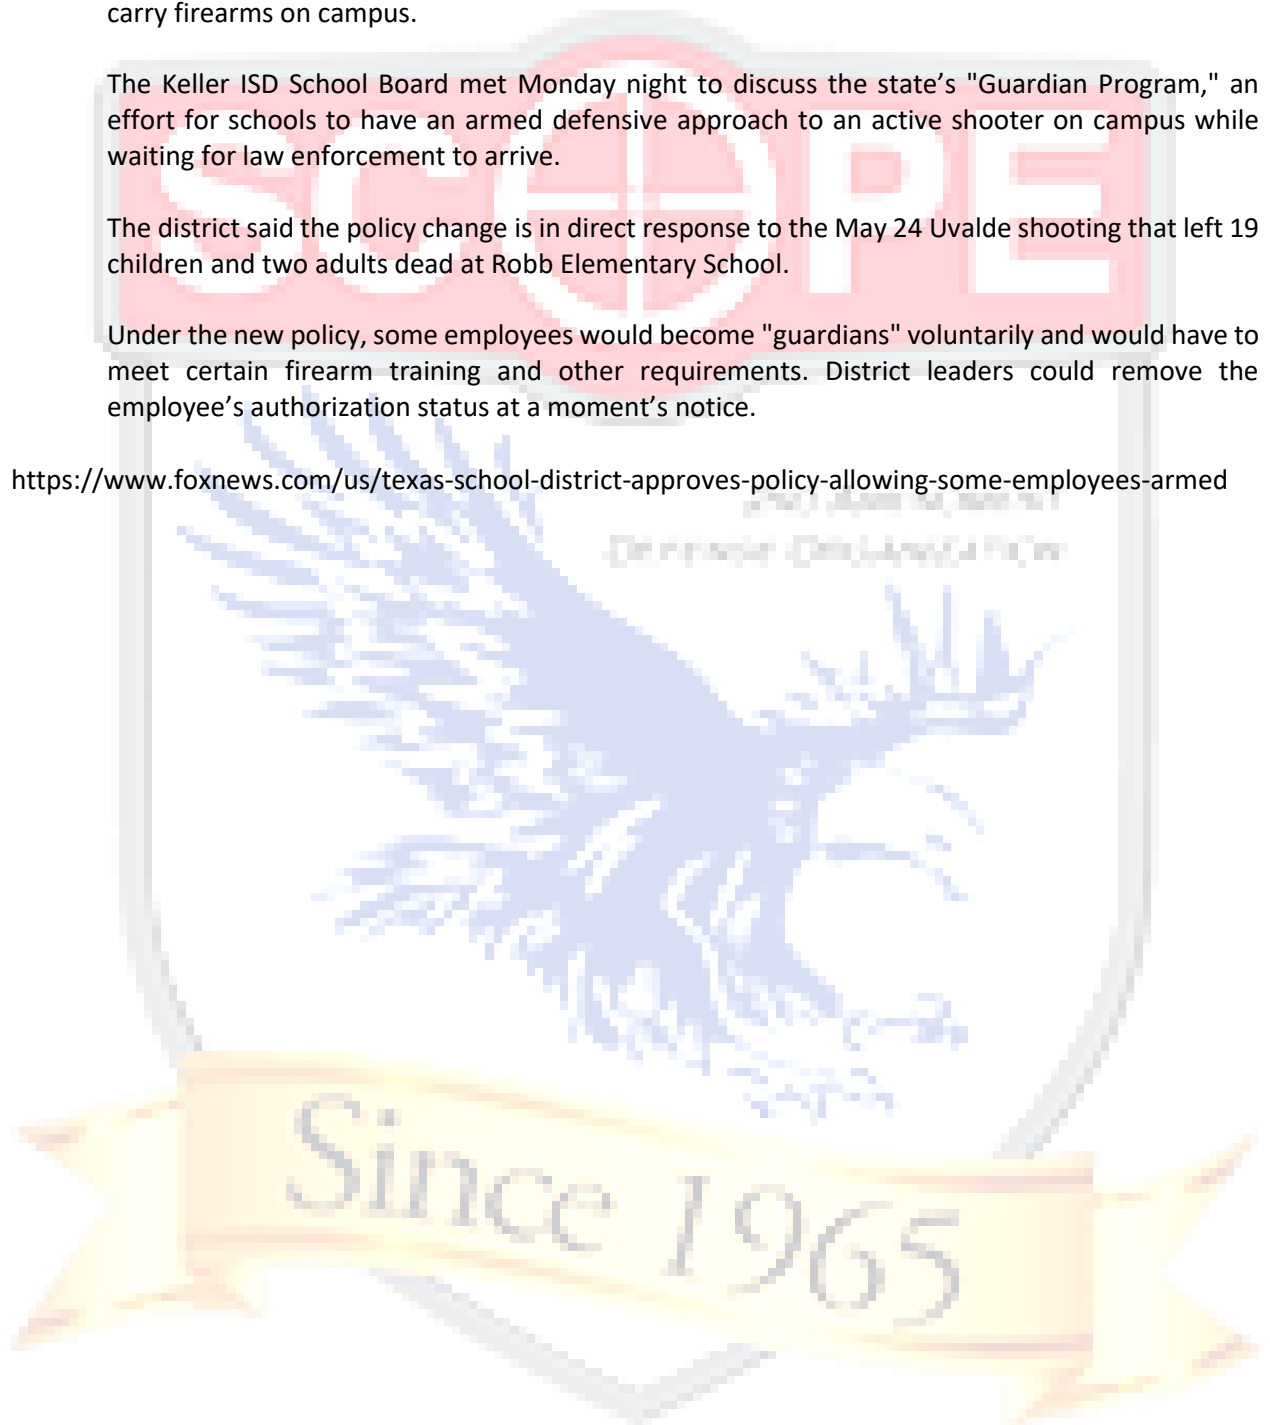 carry firearms on campus.
The Keller ISD School Board met Monday night to discuss the state’s "Guardian Program," an
effort for schools to have an armed defensive approach to an active shooter on campus while
waiting for law enforcement to arrive.
The district said the policy change is in direct response to the May 24 Uvalde shooting that left 19
children and two adults dead at Robb Elementary School.
Under the new policy, some employees would become "guardians" voluntarily and would have to
meet certain firearm training and other requirements. District leaders could remove the
employee’s authorization status at a moment’s notice.
https://www.foxnews.com/us/texas-school-district-approves-policy-allowing-some-employees-armed
SCOPE
2ND AMENDMENT
DEFENSE ORGANIZATION
Since 1965